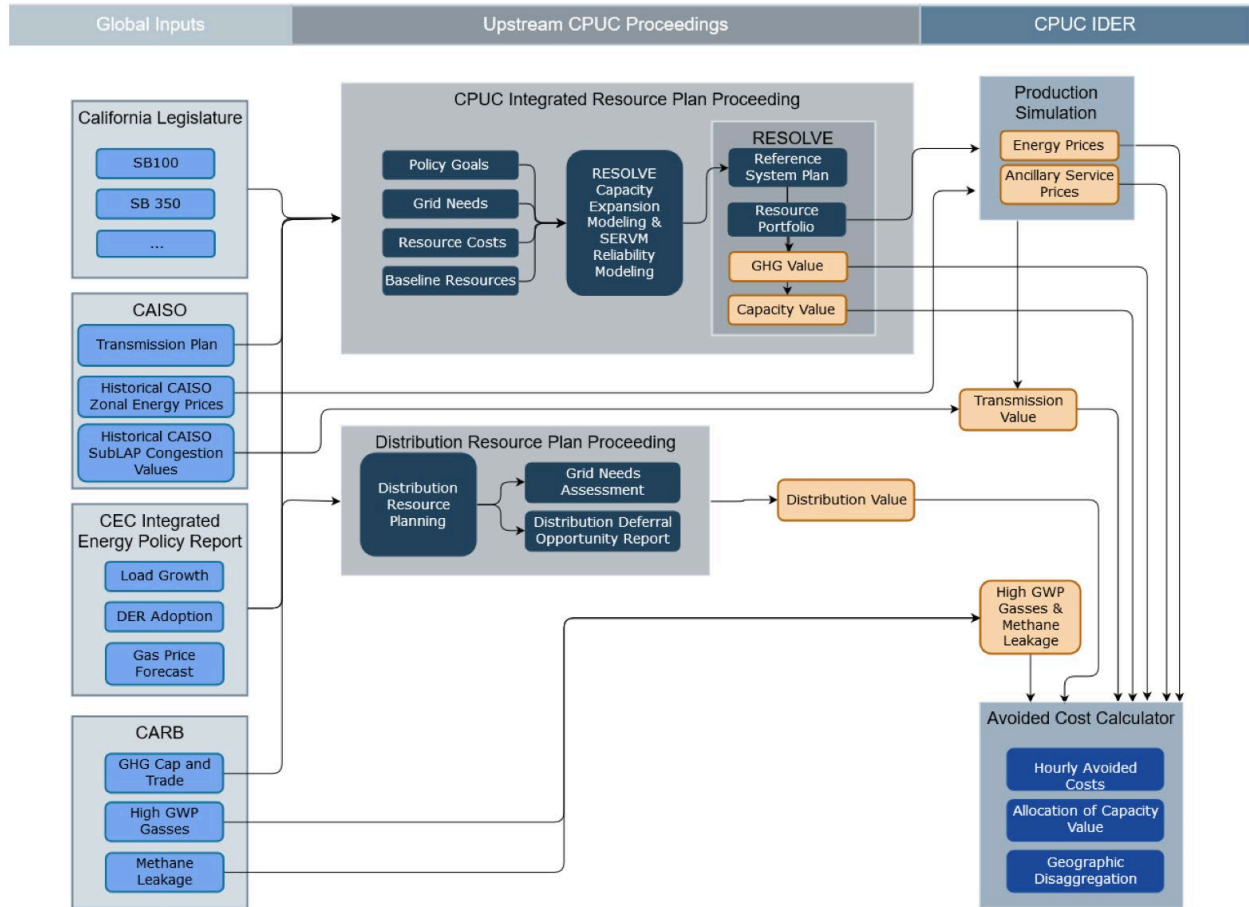 Global Inputs
Upstream CPUC Proceedings
CPUC IDER
California Legislature
SB100
SB 350
...
CAISO
Transmission Plan
Historical CAISO
Zonal Energy Prices
Historical CAISO
SubLAP Congestion
Values
CEC Integrated
Energy Policy Report
Load Growth
DER Adoption
Gas Price
Forecast
CARB
GHG Cap and
Trade
High GWP
Gasses
Methane
Leakage
CPUC Integrated Resource Plan Proceeding
Policy Goals
Grid Needs
Resource Costs
Baseline Resources
RESOLVE
Capacity
Expansion
Modeling &
SERVM
Reliability
Modeling
RESOLVE
Reference
System Plan
Resource
Portfolio
GHG Value
Capacity Value
Distribution Resource Plan Proceeding
Distribution
Resource
Planning
Grid Needs
Assessment
Distribution Deferral
Opportunity Report
Production
Simulation
Energy Prices
Ancillary Service
Prices
Transmission
Value
Distribution Value
High GWP
Gasses &
Methane
Leakage
Avoided Cost Calculator
Hourly Avoided
Costs
Allocation of Capacity
Value
Geographic
Disaggregation